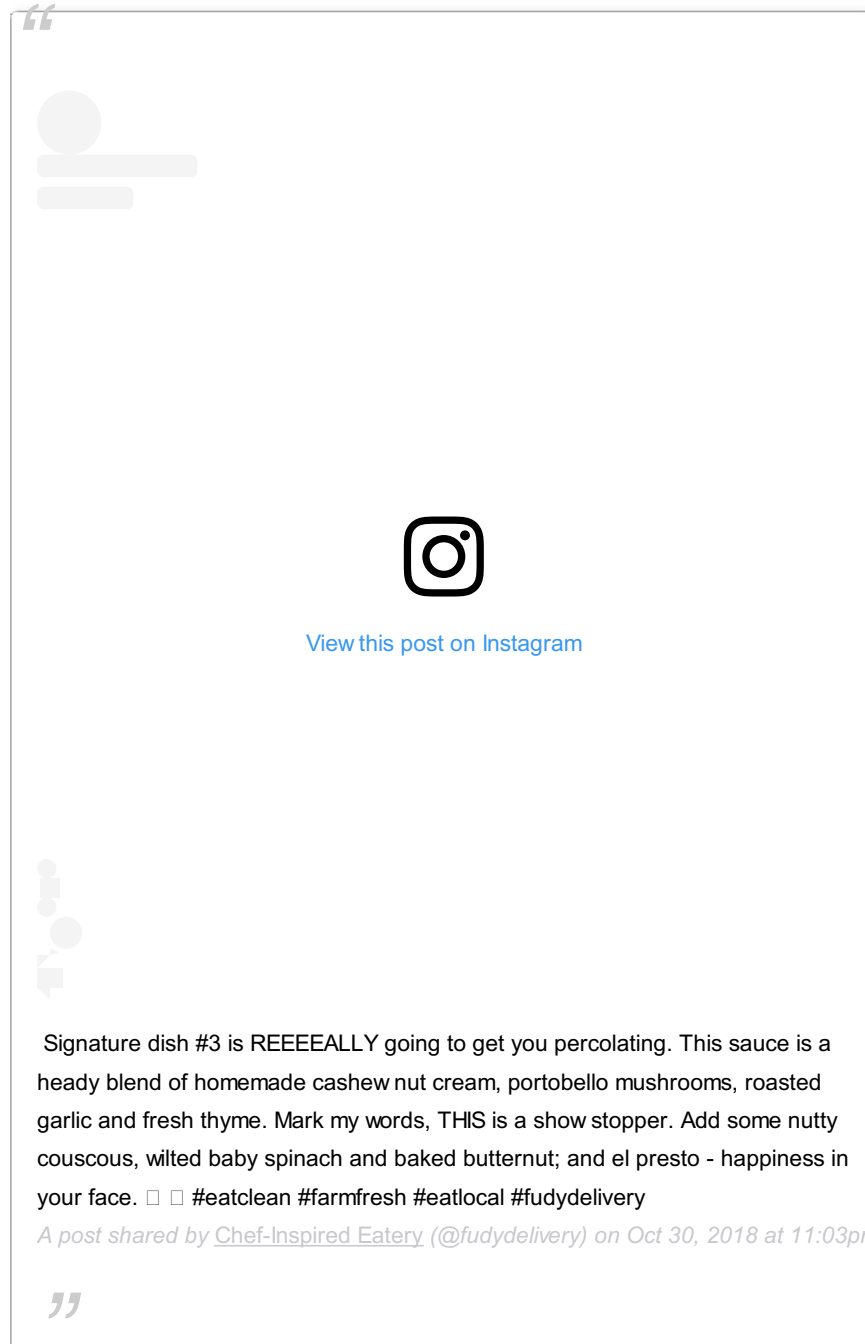 “
View this post on Instagram
Signature dish #3 is REEEEALLY going to get you percolating. This sauce is a
heady blend of homemade cashew nut cream, portobello mushrooms, roasted
garlic and fresh thyme. Mark my words, THIS is a show stopper. Add some nutty
couscous, wilted baby spinach and baked butternut; and el presto - happiness in
your face. □ □ #eatclean #farmfresh #eatlocal #fudydelivery
A post shared by Chef-Inspired Eatery (@fudydelivery) on Oct 30, 2018 at 11:03p
”